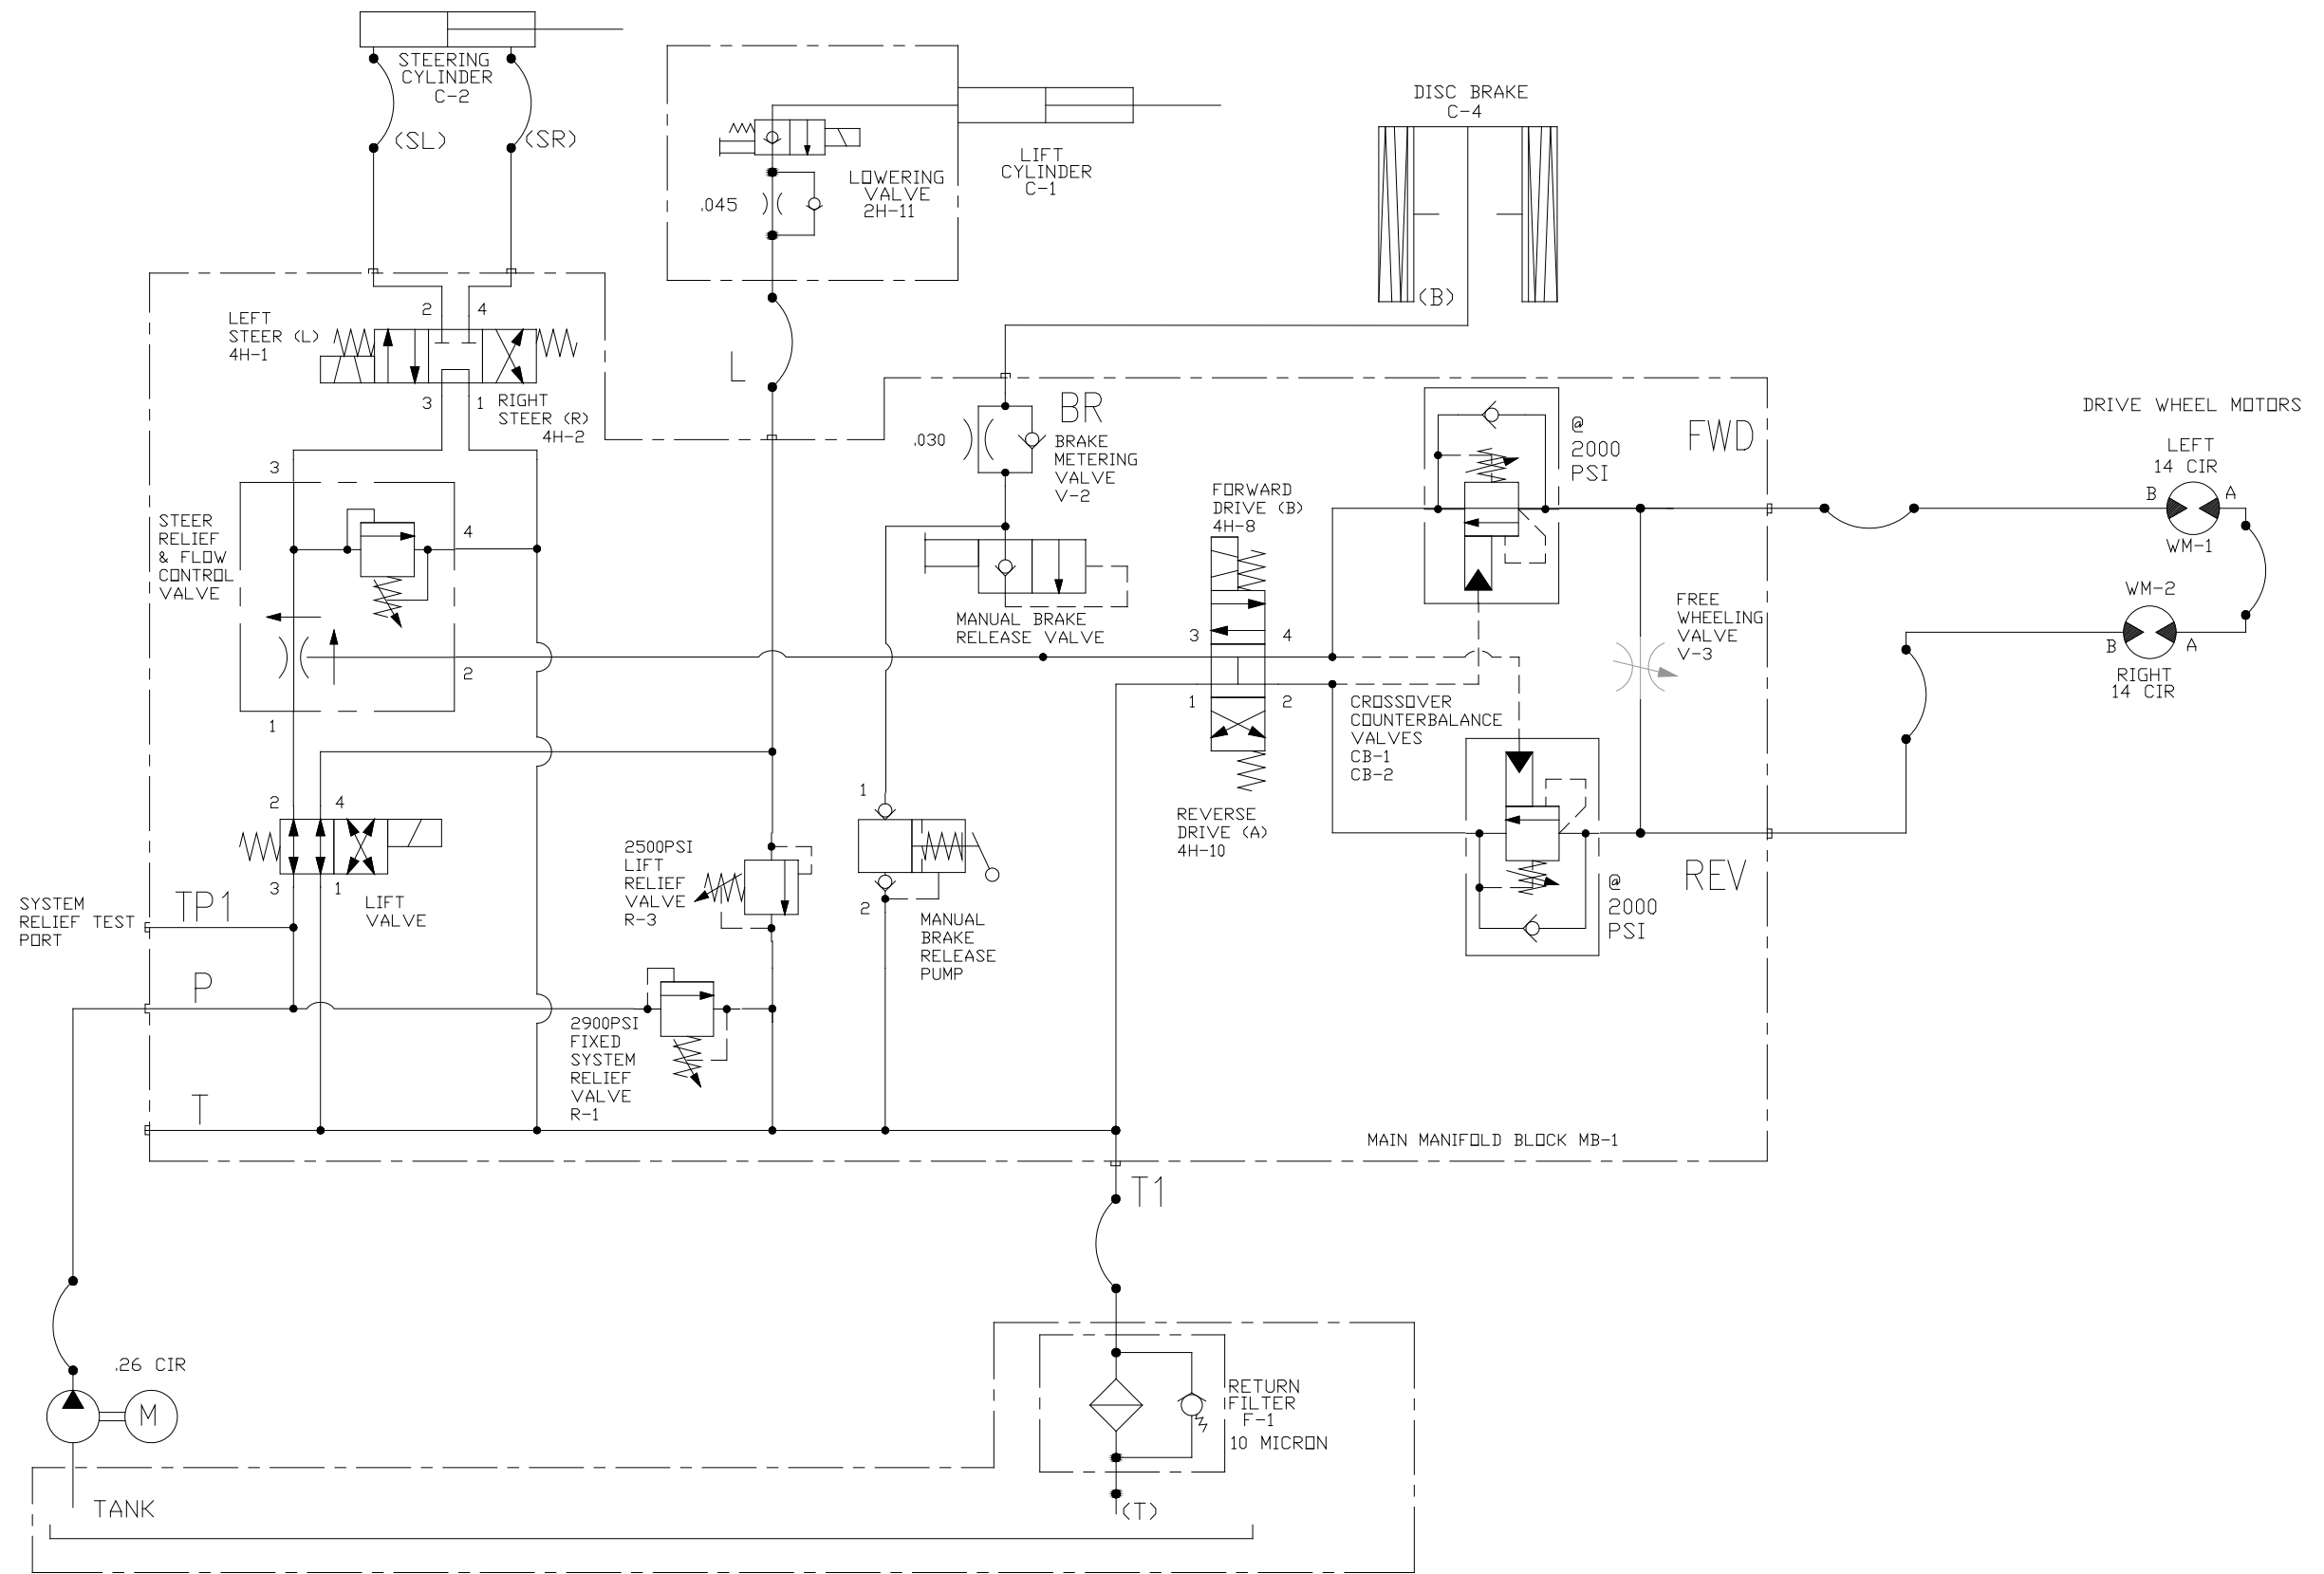 STEERING
CYLINDER
C-2
(SL)
(SR)
DISC BRAKE
C-4
(B)
LIFT
CYLINDER
C-1
LOWERING
VALVE
2H-11
.045
LEFT
STEER (L)
4H-1
2
4
3
1
RIGHT
STEER (R)
4H-2
L
BR
.030
BRAKE
METERING
VALVE
V-2
@
2000
PSI
FWD
DRIVE WHEEL MOTORS
LEFT
14 CIR
B
A
WM-1
WM-2
B
A
RIGHT
14 CIR
3
4
STEER
RELIEF
& FLOW
CONTROL
VALVE
2
1
FORWARD
DRIVE (B)
4H-8
MANUAL BRAKE
RELEASE VALVE
3
4
1
2
FREE
WHEELING
VALVE
V-3
CROSSOVER
COUNTERBALANCE
VALVES
CB-1
CB-2
REVERSE
DRIVE (A)
4H-10
2
4
3
1
LIFT
VALVE
2500PSI
LIFT
RELIEF
VALVE
R-3
1
2
MANUAL
BRAKE
RELEASE
PUMP
REV
@
2000
PSI
SYSTEM
RELIEF TEST
PORT
TP1
P
2900PSI
FIXED
SYSTEM
RELIEF
VALVE
R-1
T
MAIN MANIFOLD BLOCK MB-1
T1
.26 CIR
M
RETURN
FILTER
F-1
10 MICRON
TANK
(T)